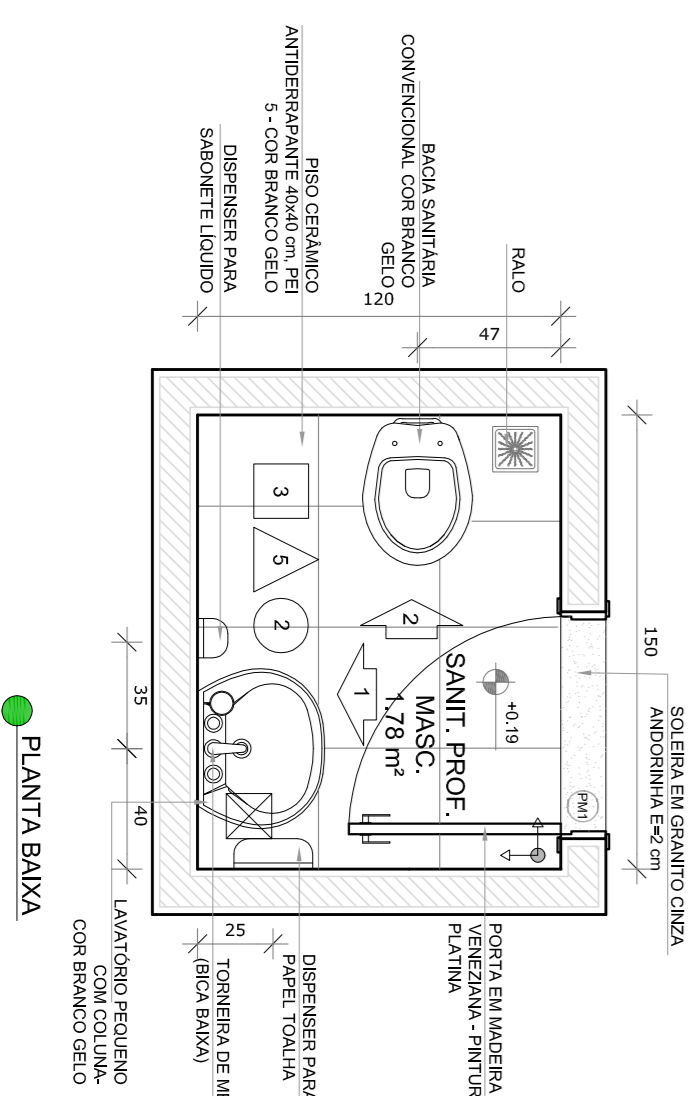 SOLEIRA EM GRANITO CINZA
ANDORINHA E=2 cm
150
RALO
BACIA SANITÁRIA
CONVENCIONAL COR BRANCO
GELO
PISO CERÂMICO
ANTIDERRAPANTE 40x40 cm, PEI
5 - COR BRANCO GELO
DISPENSER PARA
SABONETE LÍQUIDO
120
47
PM1
+0.19
SANIT. PROF.
MASC.
1.78 m²
2
1
3
5
2
PORTA EM MADEIRA
VENEZIANA - PINTUR
PLATINA
DISPENSER PARA
PAPEL TOALHA
25
TORNEIRA DE ME
(BICA BAIXA)
LAVATÓRIO PEQUENO
COM COLUNA-
COR BRANCO GELO
35
40
PLANTA BAIXA